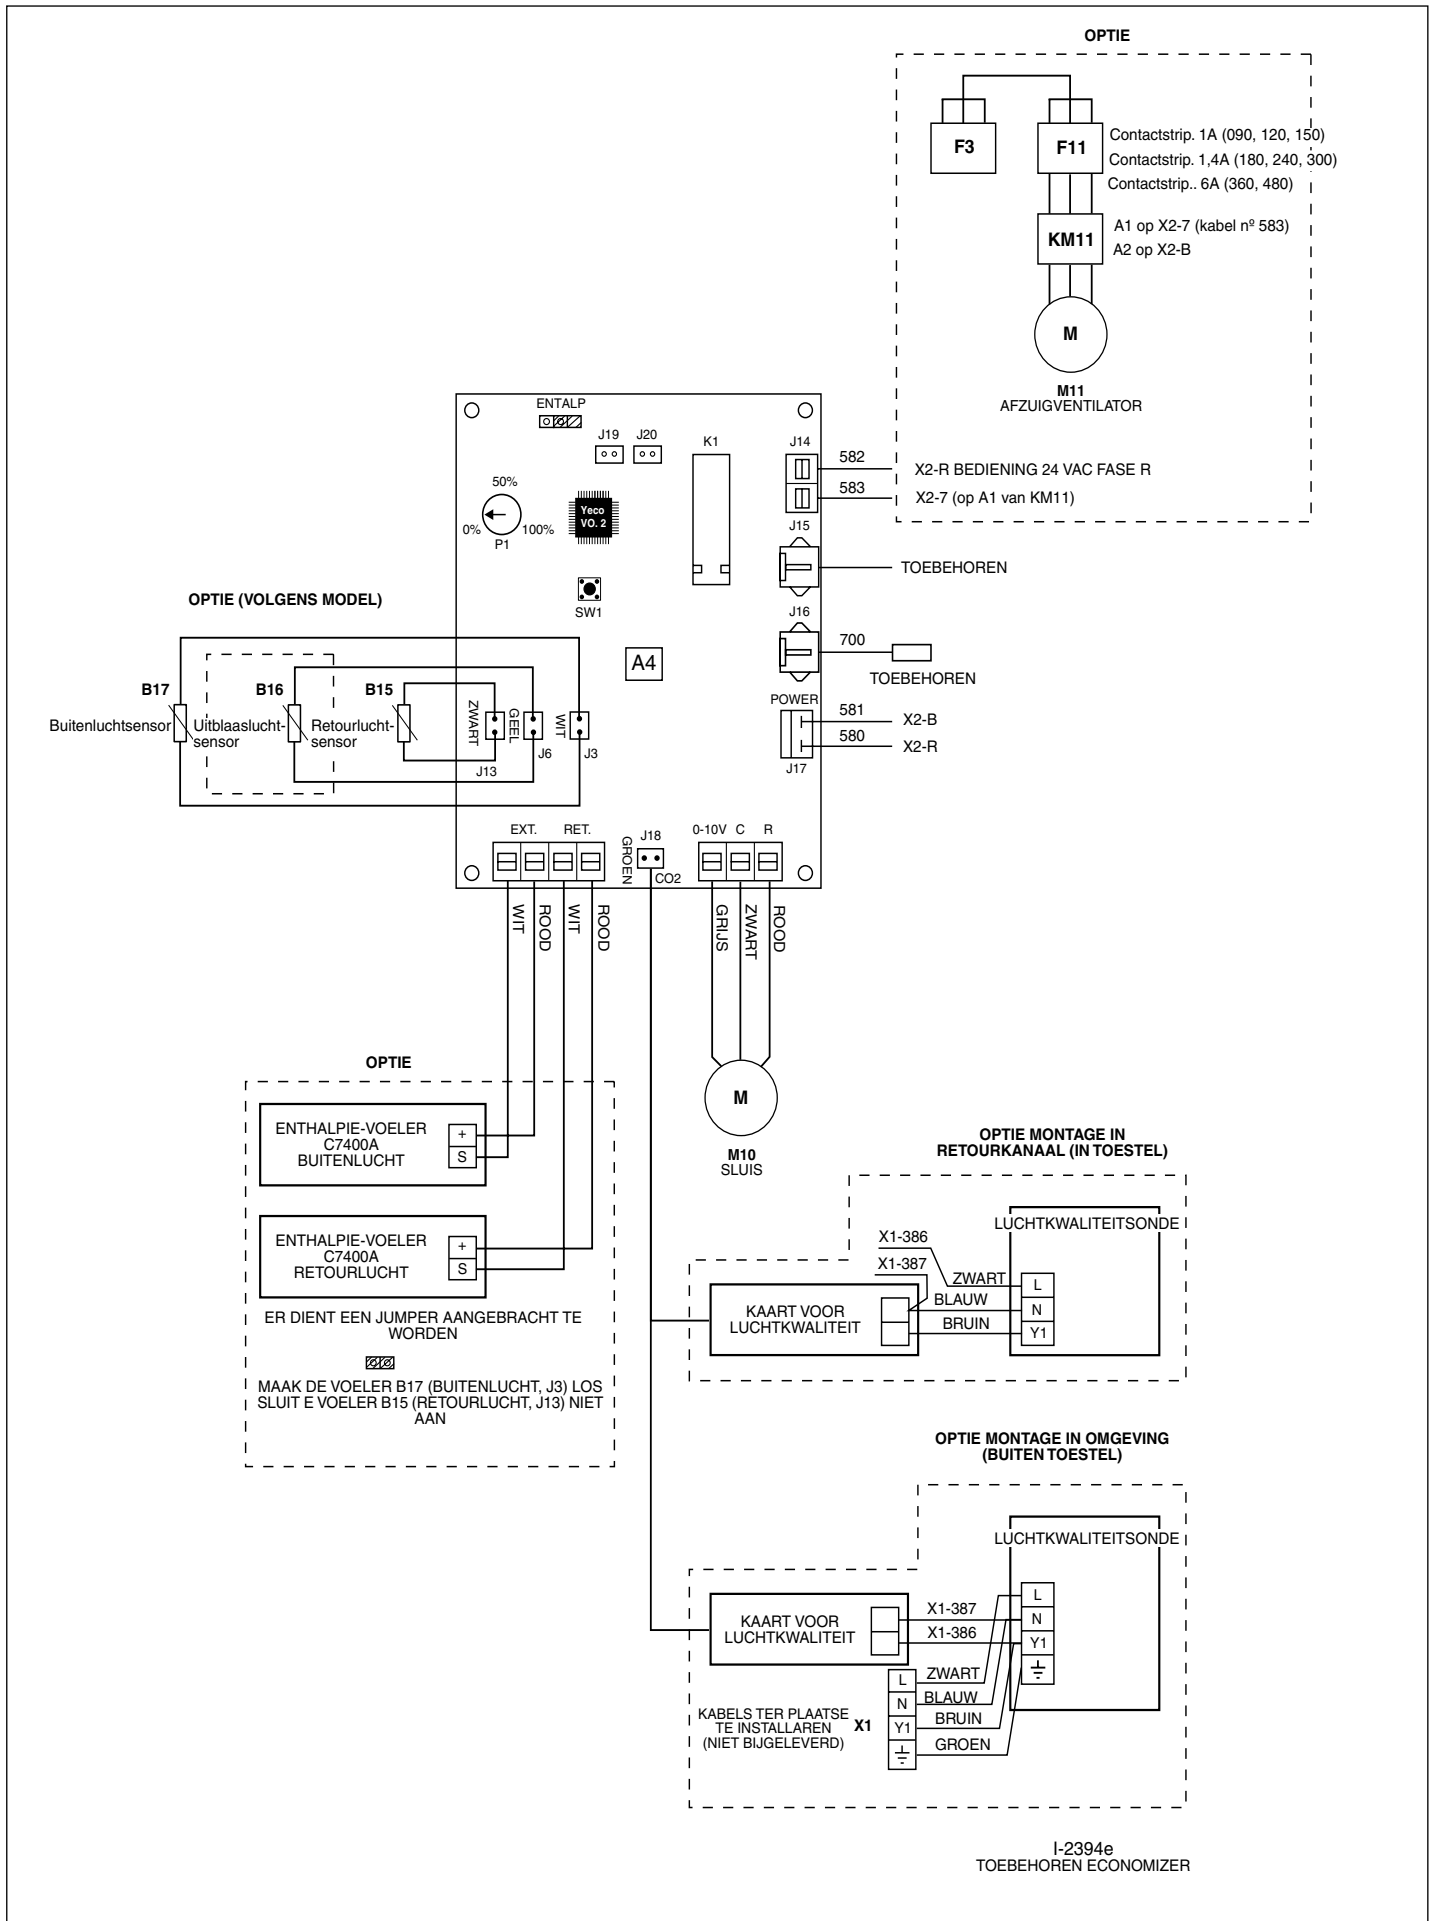 OPTIE
F3
F11
Contactstrip. 1A (090, 120, 150)
Contactstrip. 1,4A (180, 240, 300)
Contactstrip.. 6A (360, 480)
KM11
A1 op X2-7 (kabel nº 583)
A2 op X2-B
M
M11
AFZUIGVENTILATOR
ENTALP
J19
J20
K1
J14
582
X2-R BEDIENING 24 VAC FASE R
583
X2-7 (op A1 van KM11)
50%
0%
100%
P1
Yeco
VO. 2
J15
TOEBEHOREN
SW1
J16
700
TOEBEHOREN
A4
OPTIE (VOLGENS MODEL)
B17
Buitenluchtsensor
B16
Uitblaaslucht-
sensor
B15
Retourlucht-
sensor
ZWART
GEEL
WIT
J13
J6
J3
POWER
581
X2-B
580
X2-R
J17
EXT.
RET.
GROEN
J18
CO2
0-10V
C
R
WIT
ROOD
WIT
ROOD
GRIJS
ZWART
ROOD
M
M10
SLUIS
OPTIE
ENTHALPIE-VOELER
C7400A
BUITENLUCHT
+
S
ENTHALPIE-VOELER
C7400A
RETOURLUCHT
+
S
ER DIENT EEN JUMPER AANGEBRACHT TE
WORDEN
MAAK DE VOELER B17 (BUITENLUCHT, J3) LOS
SLUIT E VOELER B15 (RETOURLUCHT, J13) NIET
AAN
OPTIE MONTAGE IN
RETOURKANAAL (IN TOESTEL)
LUCHTKWALITEITSONDE
X1-386
X1-387
ZWART
BLAUW
BRUIN
L
N
Y1
KAART VOOR
LUCHTKWALITEIT
OPTIE MONTAGE IN OMGEVING
(BUITEN TOESTEL)
LUCHTKWALITEITSONDE
KAART VOOR
LUCHTKWALITEIT
X1-387
X1-386
L
N
Y1
KABELS TER PLAATSE
TE INSTALLAREN
(NIET BIJGELEVERD)
X1
L
N
Y1
ZWART
BLAUW
BRUIN
GROEN
I-2394e
TOEBEHOREN ECONOMIZER